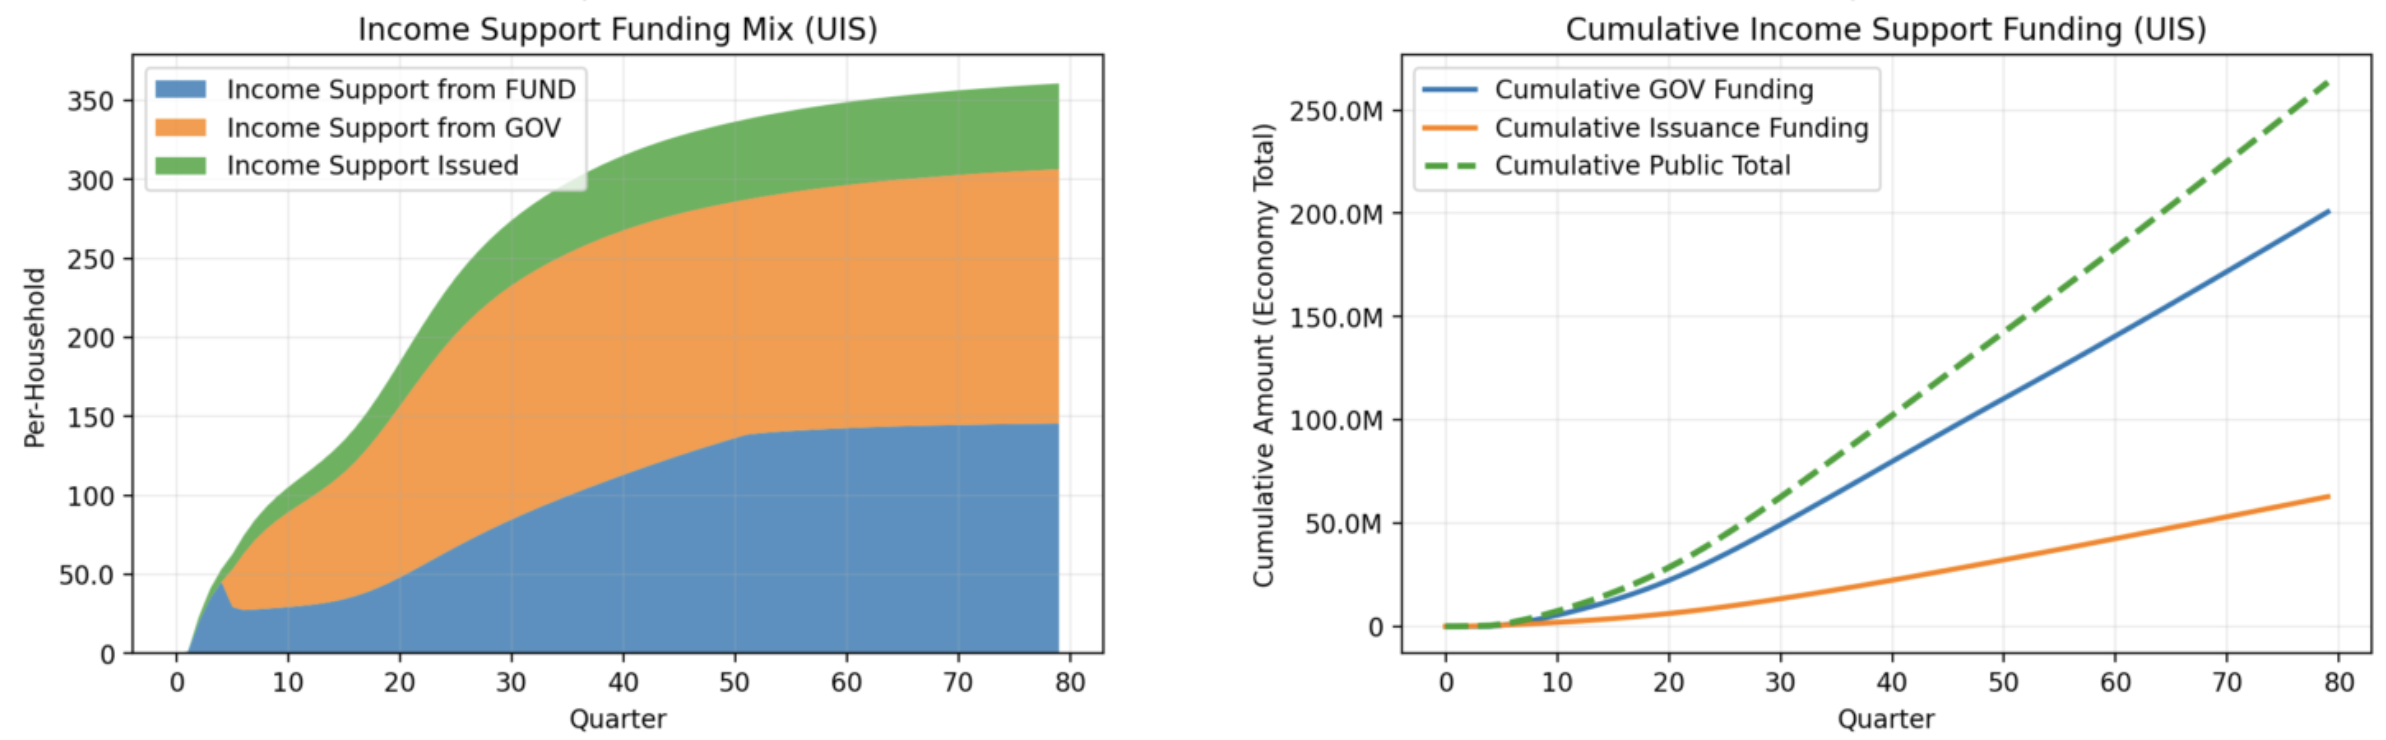 Income Support Funding Mix (UIS)
Income Support from FUND
Income Support from GOV
Income Support Issued
350
300
250
200
150
100
50.0
0
Per-Household
0 10 20 30 40 50 60 70 80
Quarter
Cumulative Income Support Funding (UIS)
Cumulative GOV Funding
Cumulative Issuance Funding
Cumulative Public Total
250.0M
200.0M
150.0M
100.0M
50.0M
0
Cumulative Amount (Economy Total)
0 10 20 30 40 50 60 70 80
Quarter